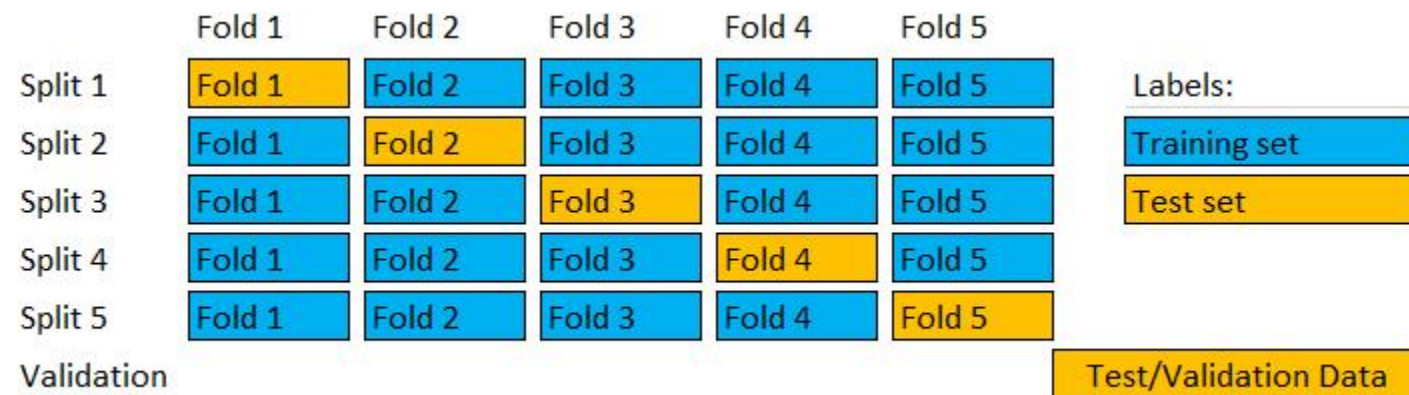 Fold 1 Fold 2 Fold 3 Fold 4 Fold 5
Split 1 Fold 1 Fold 2 Fold 3 Fold 4 Fold 5 Labels:
Split 2 Fold 1 Fold 2 Fold 3 Fold 4 Fold 5 Training set
Split 3 Fold 1 Fold 2 Fold 3 Fold 4 Fold 5 Test set
Split 4 Fold 1 Fold 2 Fold 3 Fold 4 Fold 5
Split 5 Fold 1 Fold 2 Fold 3 Fold 4 Fold 5
Validation Test/Validation Data